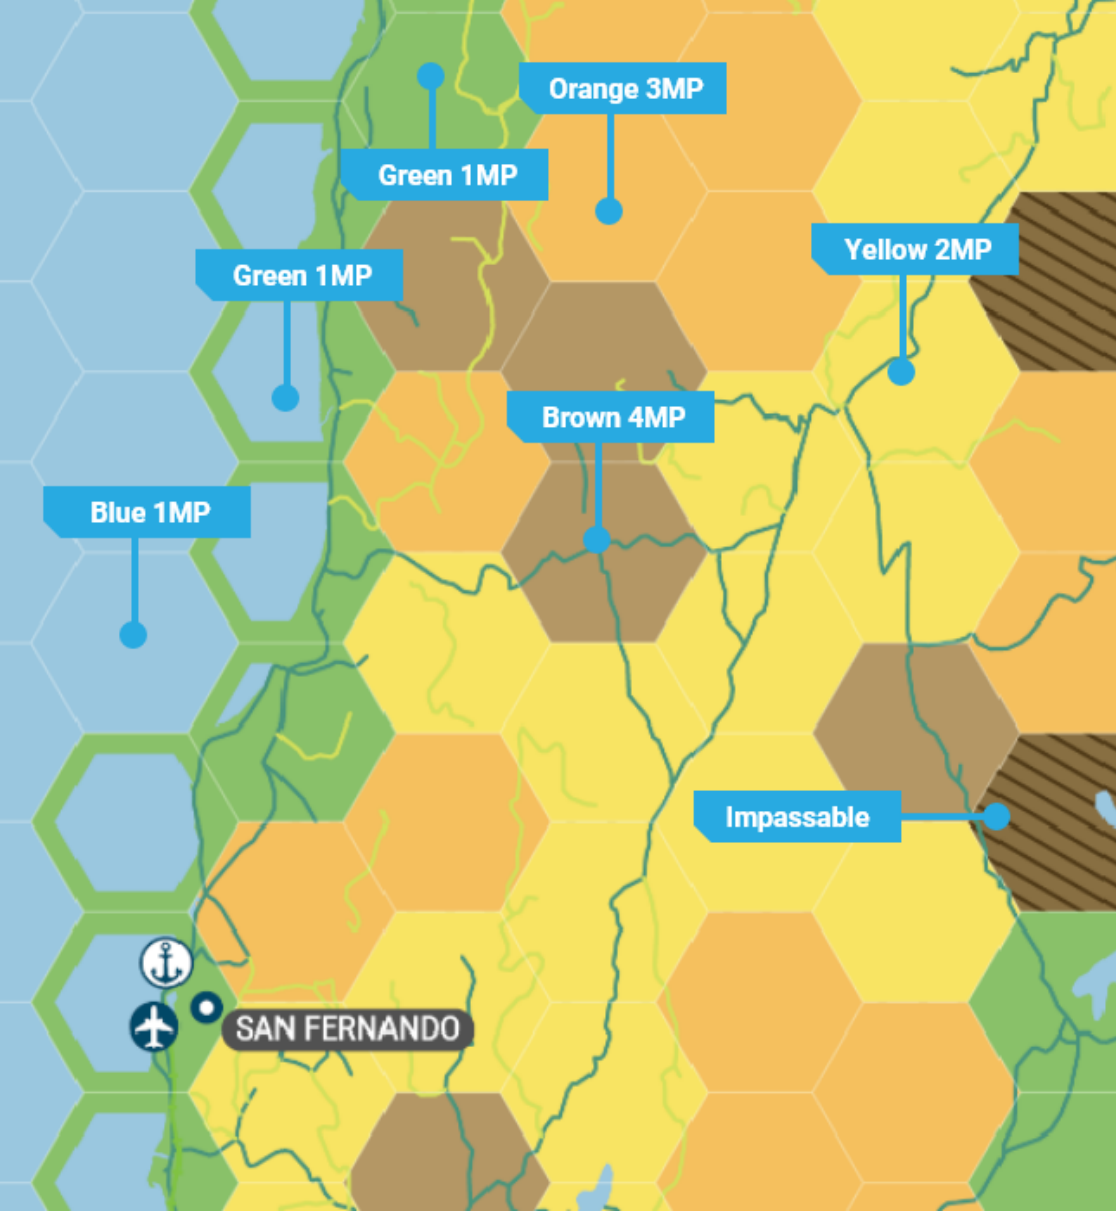 Orange 3MP
Green 1MP
Yellow 2MP
Green 1MP
Brown 4MP
Blue 1MP
Impassable
SAN FERNANDO